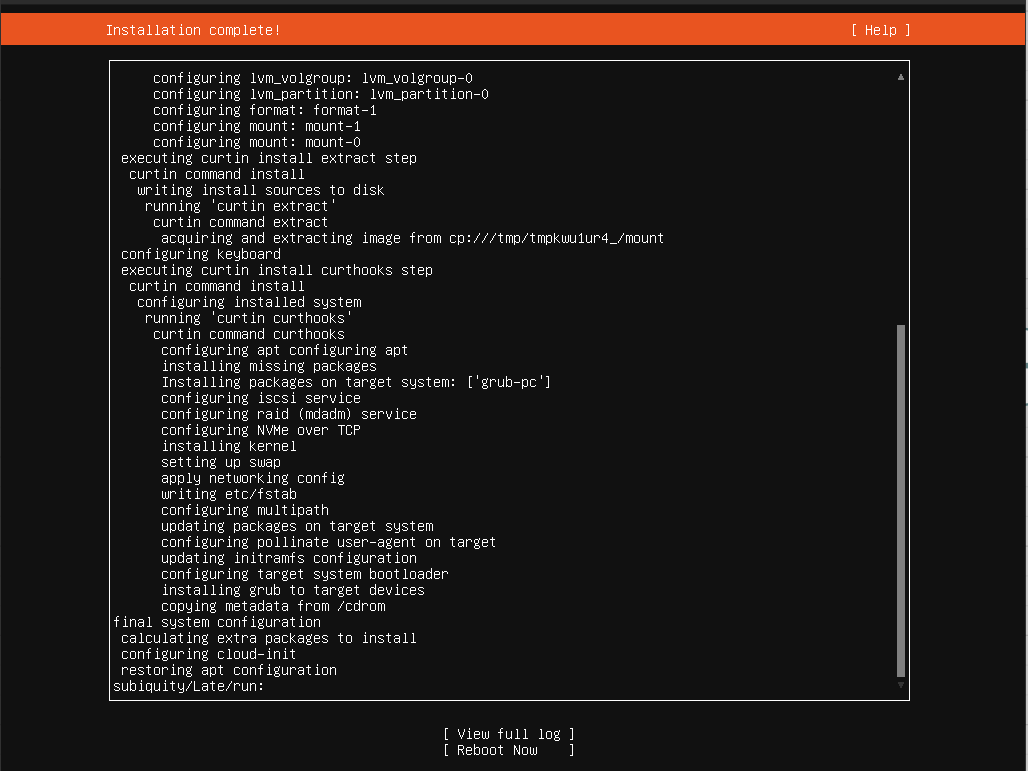 Installation complete! [ Help ]
configuring lvm_volgroup: lvm_volgroup-0
configuring lvm_partition: lvm_partition-0
configuring format: format-1
configuring mount: mount-1
configuring mount: mount-0
executing curtin install extract step
curtin command install
writing install sources to disk
running 'curtin extract'
curtin command extract
acquiring and extracting image from cp:///tmp/tmpkwu1ur4_/mount
configuring keyboard
executing curtin install curthooks step
curtin command install
configuring installed system
running 'curtin curthooks'
curtin command curthooks
configuring apt configuring apt
installing missing packages
Installing packages on target system: ['grub-pc']
configuring iscsi service
configuring raid (mdadm) service
configuring NVMe over TCP
installing kernel
setting up swap
apply networking config
writing etc/fstab
configuring multipath
updating packages on target system
configuring pollinate user-agent on target
updating initramfs configuration
configuring target system bootloader
installing grub to target devices
copying metadata from /cdrom
final system configuration
calculating extra packages to install
configuring cloud-init
restoring apt configuration
subiquity/Late/run:
[ View full log ]
[ Reboot Now ]